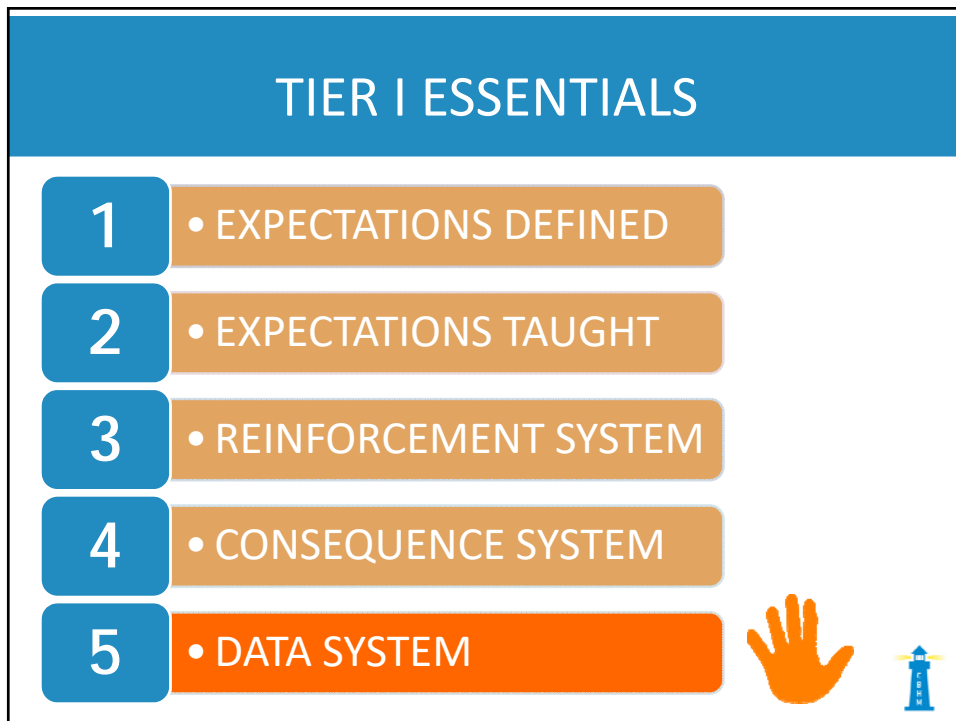 TIER I ESSENTIALS
1 • EXPECTATIONS DEFINED
2 • EXPECTATIONS TAUGHT
3 • REINFORCEMENT SYSTEM
4 • CONSEQUENCE SYSTEM
5 • DATA SYSTEM
C
B
H
M